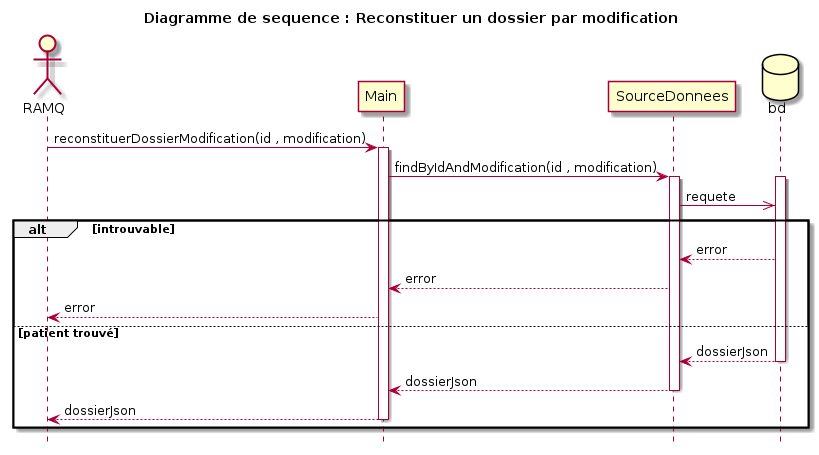 Diagramme de sequence : Reconstituer un dossier par modification
RAMQ
Main
SourceDonnees
bd
reconstituerDossierModification(id , modification)
findByIdAndModification(id , modification)
requete
alt [introuvable]
error
error
error
[patient trouvé]
dossierJson
dossierJson
dossierJson